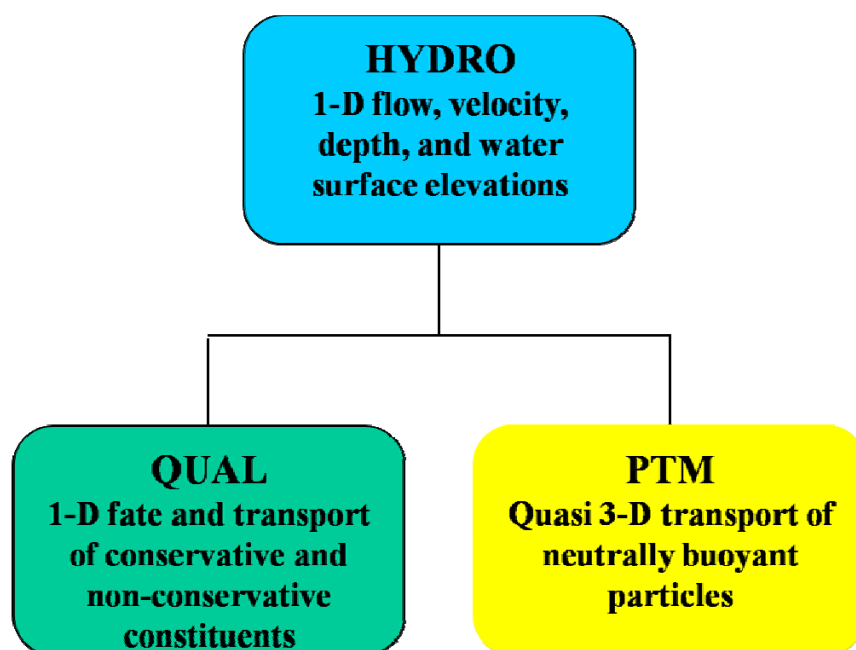 HYDRO
1-D flow, velocity,
depth, and water
surface elevations
QUAL
1-D fate and transport
of conservative and
non-conservative
constituents
PTM
Quasi 3-D transport of
neutrally buoyant
particles